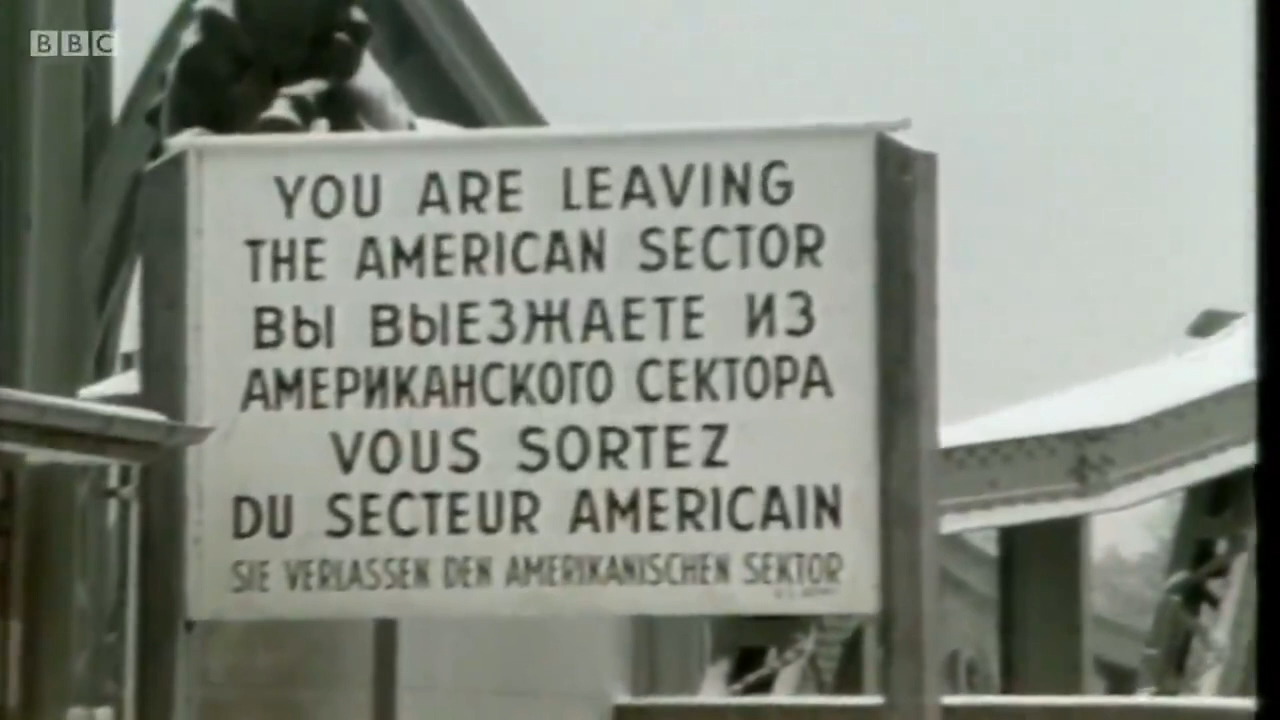 BBC
YOU ARE LEAVING
THE AMERICAN SECTOR
ВЫ ВЫЕЗЖАЕТЕ ИЗ
АМЕРИКАНСКОГО СЕКТОРА
VOUS SORTEZ
DU SECTEUR AMERICAIN
SIE VERLASSEN DEN AMERIKANISCHEN SEKTOR